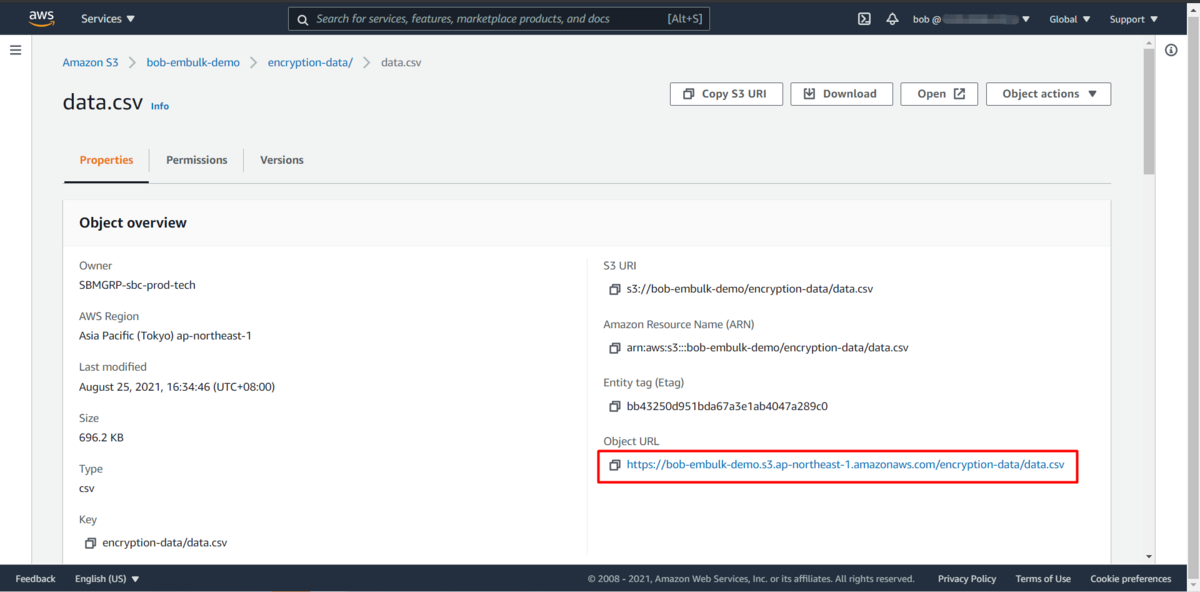 aws Services Search for services, features, marketplace products, and docs [Alt+S] bob @ Global Support
Amazon S3 > bob-embulk-demo > encryption-data/ > data.csv
data.csv Info
Copy S3 URI Download Open Object actions
Properties Permissions Versions
Object overview
Owner
SBMGRP-sbc-prod-tech
AWS Region
Asia Pacific (Tokyo) ap-northeast-1
Last modified
August 25, 2021, 16:34:46 (UTC+08:00)
Size
696.2 KB
Type
csv
Key
encryption-data/data.csv
S3 URI
s3://bob-embulk-demo/encryption-data/data.csv
Amazon Resource Name (ARN)
arn:aws:s3:::bob-embulk-demo/encryption-data/data.csv
Entity tag (Etag)
bb43250d951bda67a3e1ab4047a289c0
Object URL
https://bob-embulk-demo.s3.ap-northeast-1.amazonaws.com/encryption-data/data.csv
Feedback English (US) © 2008 - 2021, Amazon Web Services, Inc. or its affiliates. All rights reserved. Privacy Policy Terms of Use Cookie preferences